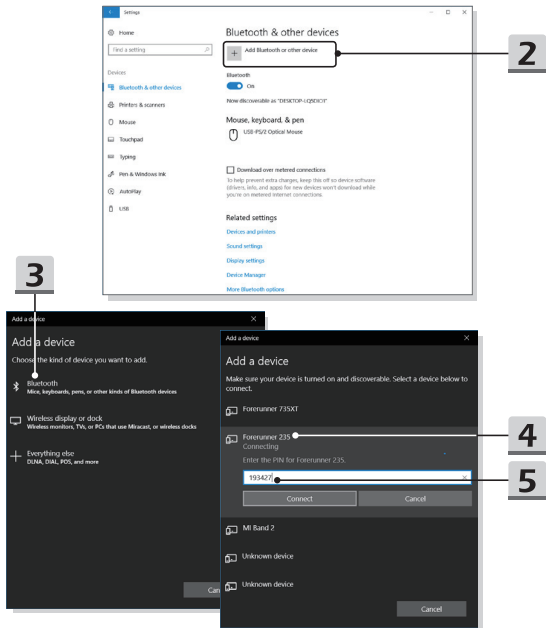 Settings
Home
Find a setting
Devices
Bluetooth & other devices
Printers & scanners
Mouse
Touchpad
Typing
Pen & Windows Ink
AutoPlay
USB
Bluetooth & other devices
Add Bluetooth or other device
2
Bluetooth
On
Now discoverable as "DESKTOP-LQ5DICIT"
Mouse, keyboard, & pen
USB-PS/2 Optical Mouse
Download over metered connections
To help prevent extra charges, keep this off so device software
(drivers, info, and apps) for new devices won't download while
you're on metered internet connections.
Related settings
Devices and printers
Sound settings
Display settings
Device Manager
More Bluetooth options
3
Add a device
Add a device
Choose the kind of device you want to add.
Bluetooth
Mice, keyboards, pens, or other kinds of Bluetooth devices
Wireless display or dock
Wireless monitors, TVs, or PCs that use Miracast, or wireless docks
Everything else
DLNA, DIAL, POS, and more
Can
Add a device
Add a device
Make sure your device is turned on and discoverable. Select a device below to
connect.
Forerunner 735XT
Forerunner 235
4
Connecting
Enter the PIN for Forerunner 235.
193427
5
Connect
Cancel
MI Band 2
Unknown device
Unknown device
Cancel